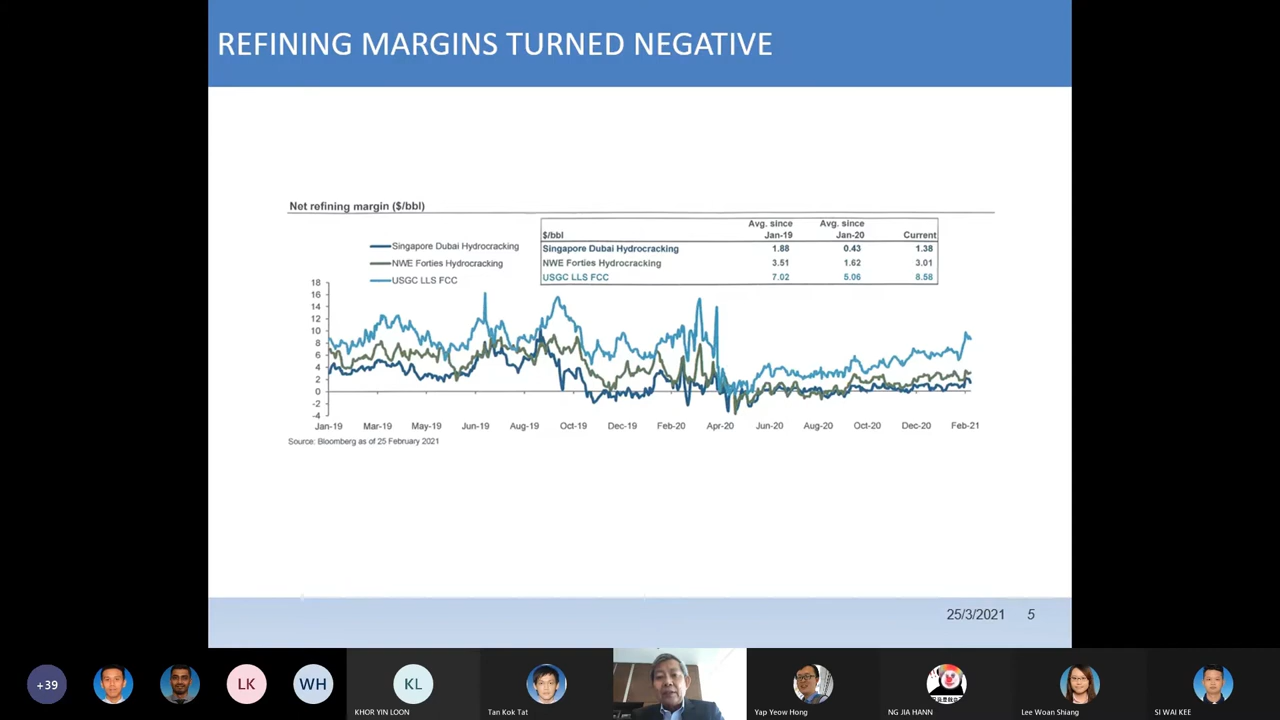 REFINING MARGINS TURNED NEGATIVE
Net refining margin ($/bbl)
Singapore Dubai Hydrocracking
NWE Forties Hydrocracking
USGC LLS FCC
$/bbl Avg. since Jan-19 Avg. since Jan-20 Current
Singapore Dubai Hydrocracking 1.88 0.43 1.38
NWE Forties Hydrocracking 3.51 1.62 3.01
USGC LLS FCC 7.02 5.06 8.58
18
16
14
12
10
8
6
4
2
0
-2
-4
Jan-19 Mar-19 May-19 Jun-19 Aug-19 Oct-19 Dec-19 Feb-20 Apr-20 Jun-20 Aug-20 Oct-20 Dec-20 Feb-21
Source: Bloomberg as of 25 February 2021
25/3/2021 5
+39 LK WH KL
KHOR YIN LOON Tan Kok Tat Yap Yeow Hong NG JIA HANN Lee Woan Shiang SI WAI KEE